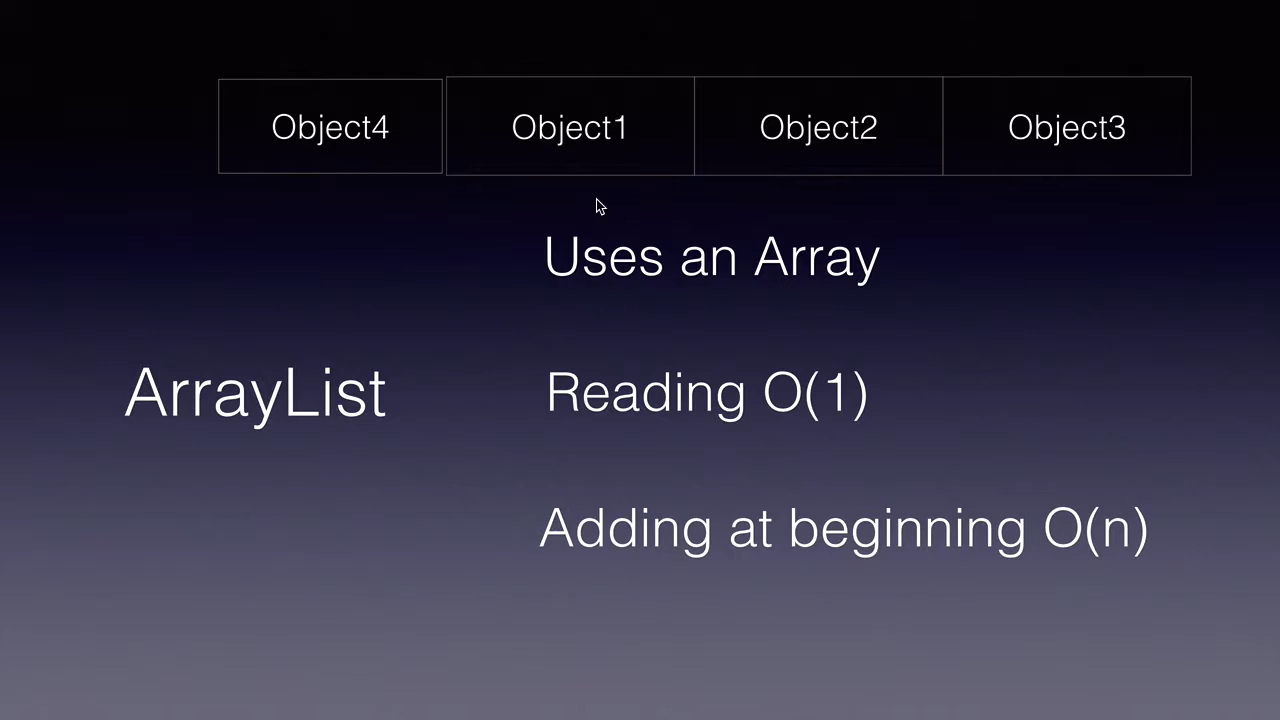 Object4 Object1 Object2 Object3
Uses an Array
ArrayList
Reading O(1)
Adding at beginning O(n)